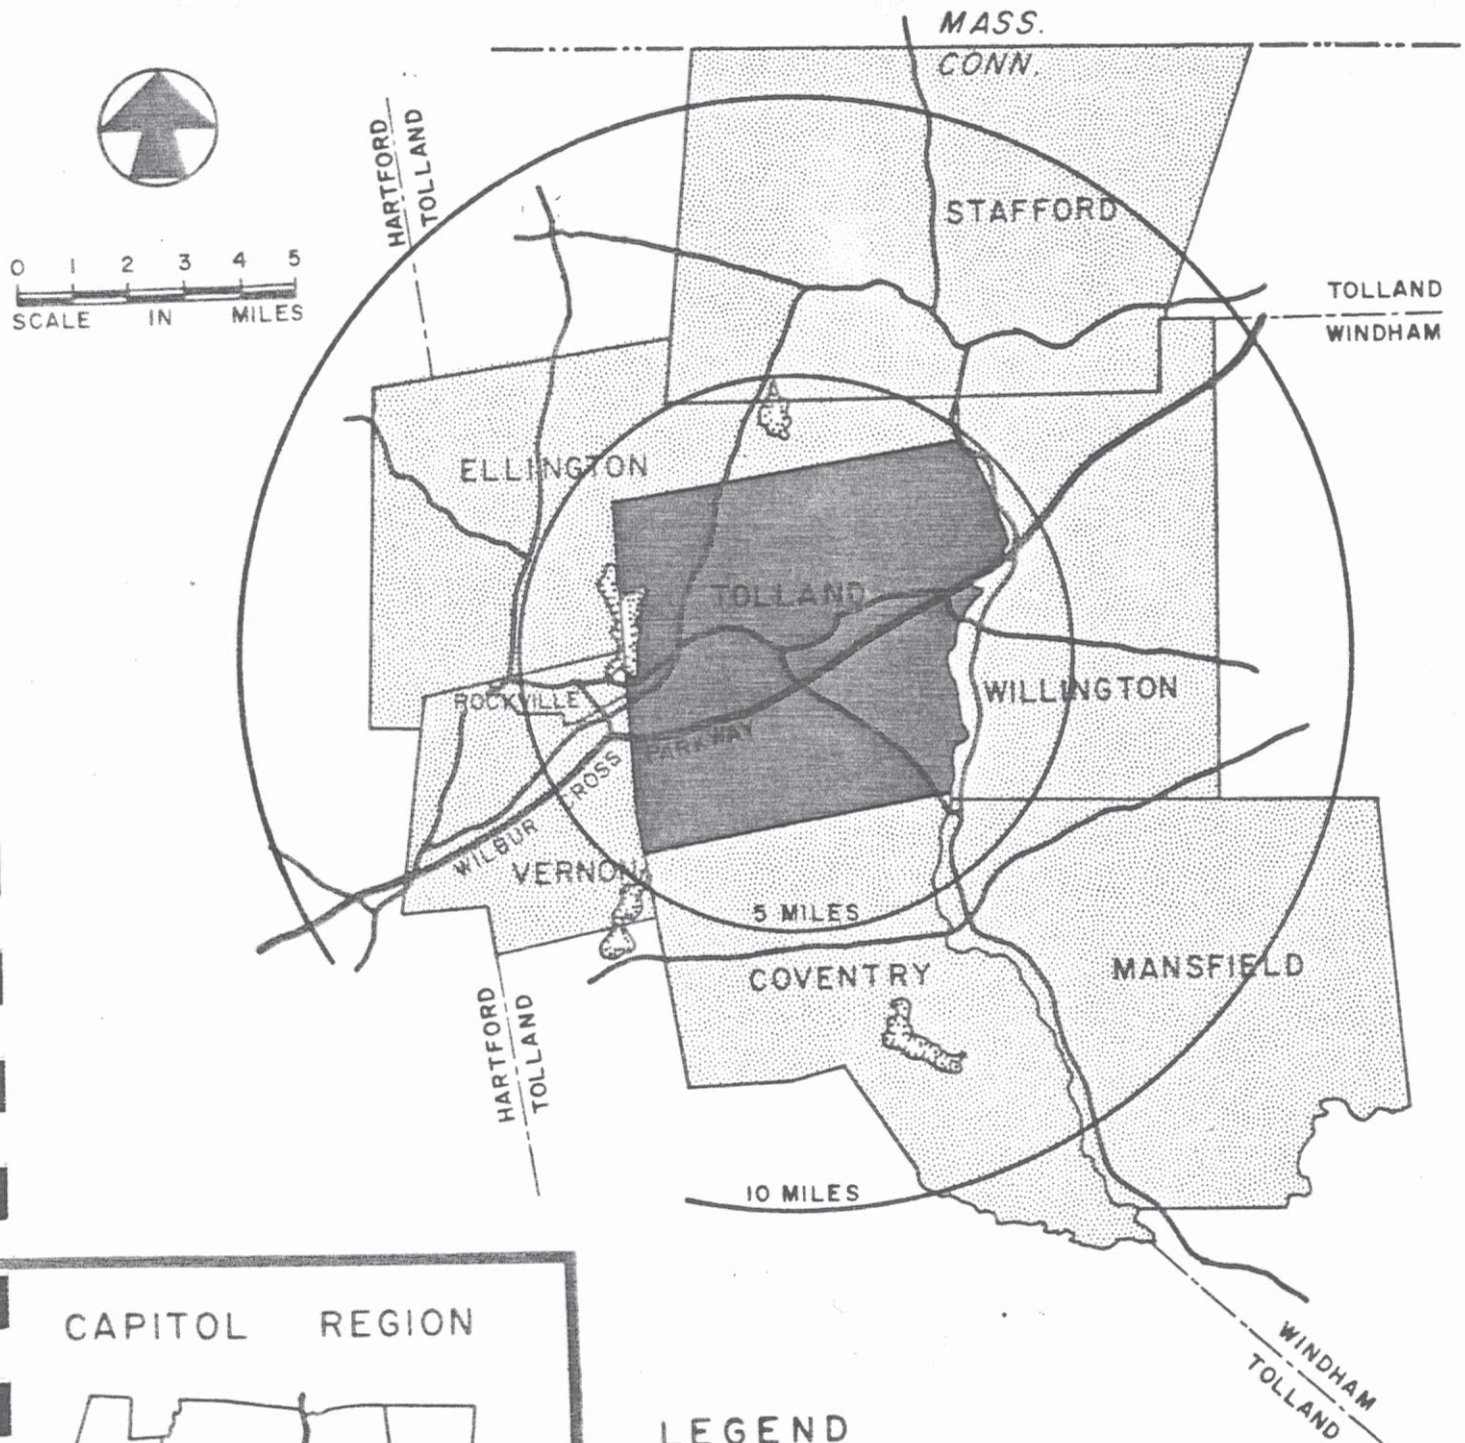 MASS.
CONN.
HARTFORD
TOLLAND
STAFFORD
0 1 2 3 4 5
SCALE IN MILES
TOLLAND
WINDHAM
ELLINGTON
TOLLAND
WILLINGTON
ROCKVILLE
WILBUR CROSS PARKWAY
VERNON
5 MILES
COVENTRY
MANSFIELD
HARTFORD
TOLLAND
10 MILES
CAPITOL REGION
WINDHAM
TOLLAND
LEGEND